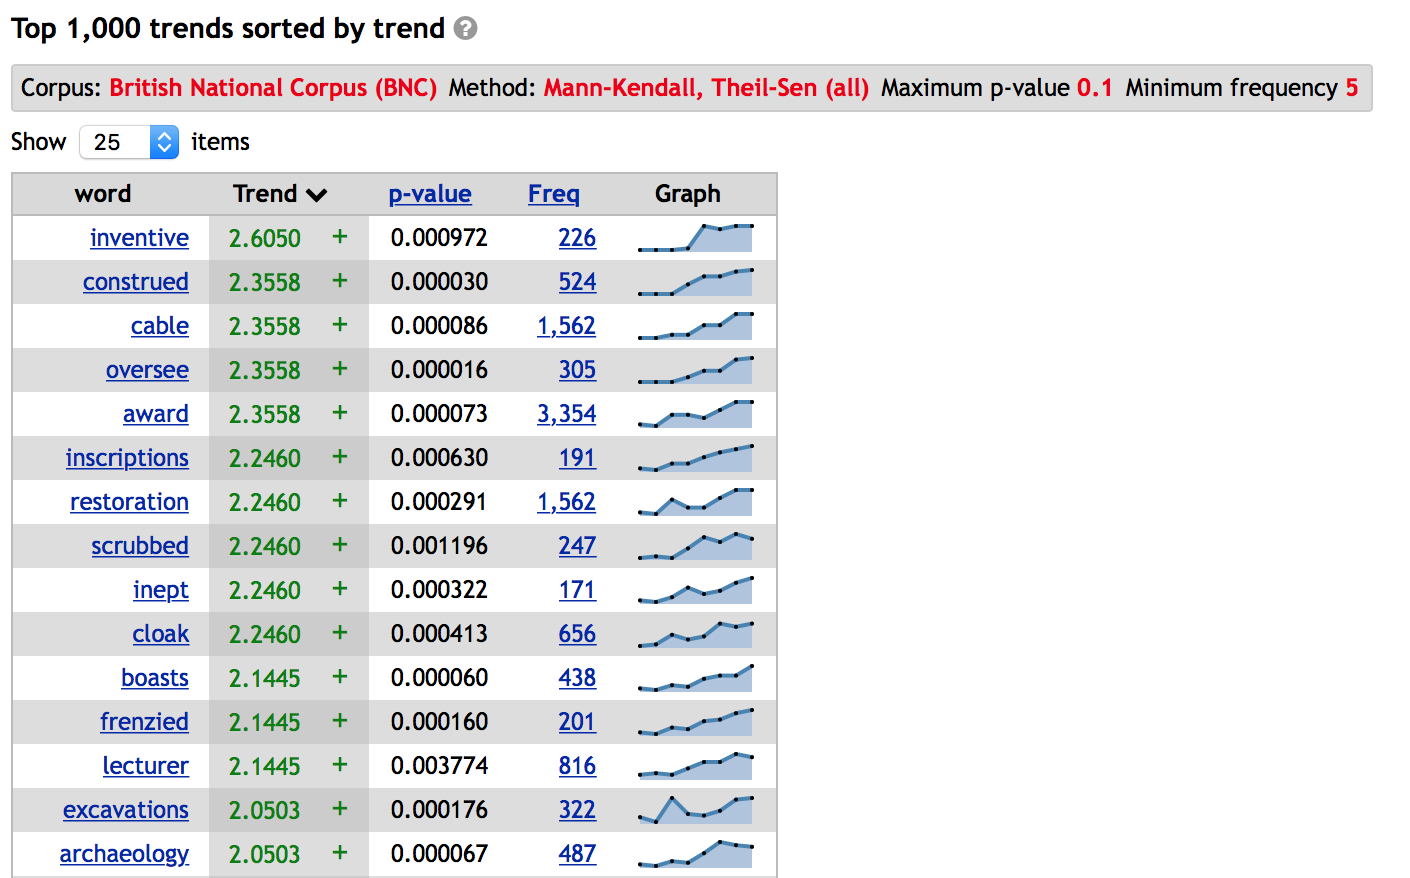 Top 1,000 trends sorted by trend ?
Corpus: British National Corpus (BNC) Method: Mann-Kendall, Theil-Sen (all) Maximum p-value 0.1 Minimum frequency 5
Show 25 items
word Trend p-value Freq Graph
inventive 2.6050 + 0.000972 226
construed 2.3558 + 0.000030 524
cable 2.3558 + 0.000086 1,562
oversee 2.3558 + 0.000016 305
award 2.3558 + 0.000073 3,354
inscriptions 2.2460 + 0.000630 191
restoration 2.2460 + 0.000291 1,562
scrubbed 2.2460 + 0.001196 247
inept 2.2460 + 0.000322 171
cloak 2.2460 + 0.000413 656
boasts 2.1445 + 0.000060 438
frenzied 2.1445 + 0.000160 201
lecturer 2.1445 + 0.003774 816
excavations 2.0503 + 0.000176 322
archaeology 2.0503 + 0.000067 487